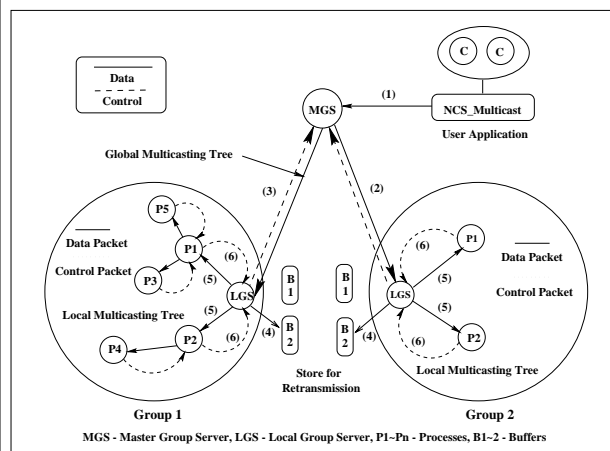 C C
Data
Control
(1)
MGS
NCS_Multicast
User Application
Global Multicasting Tree
(3)
(2)
P5
Data Packet
P1
(6)
Control Packet
P3
(5)
LGS
B1
B1
Local Multicasting Tree
(5)
(6)
(4)
B2
B2
P4
P2
(6)
P1
Data Packet
(5)
LGS
Control Packet
(5)
(4)
(6)
P2
Local Multicasting Tree
Store for
Retransmission
Group 1
Group 2
MGS - Master Group Server, LGS - Local Group Server, P1~Pn - Processes, B1~2 - Buffers